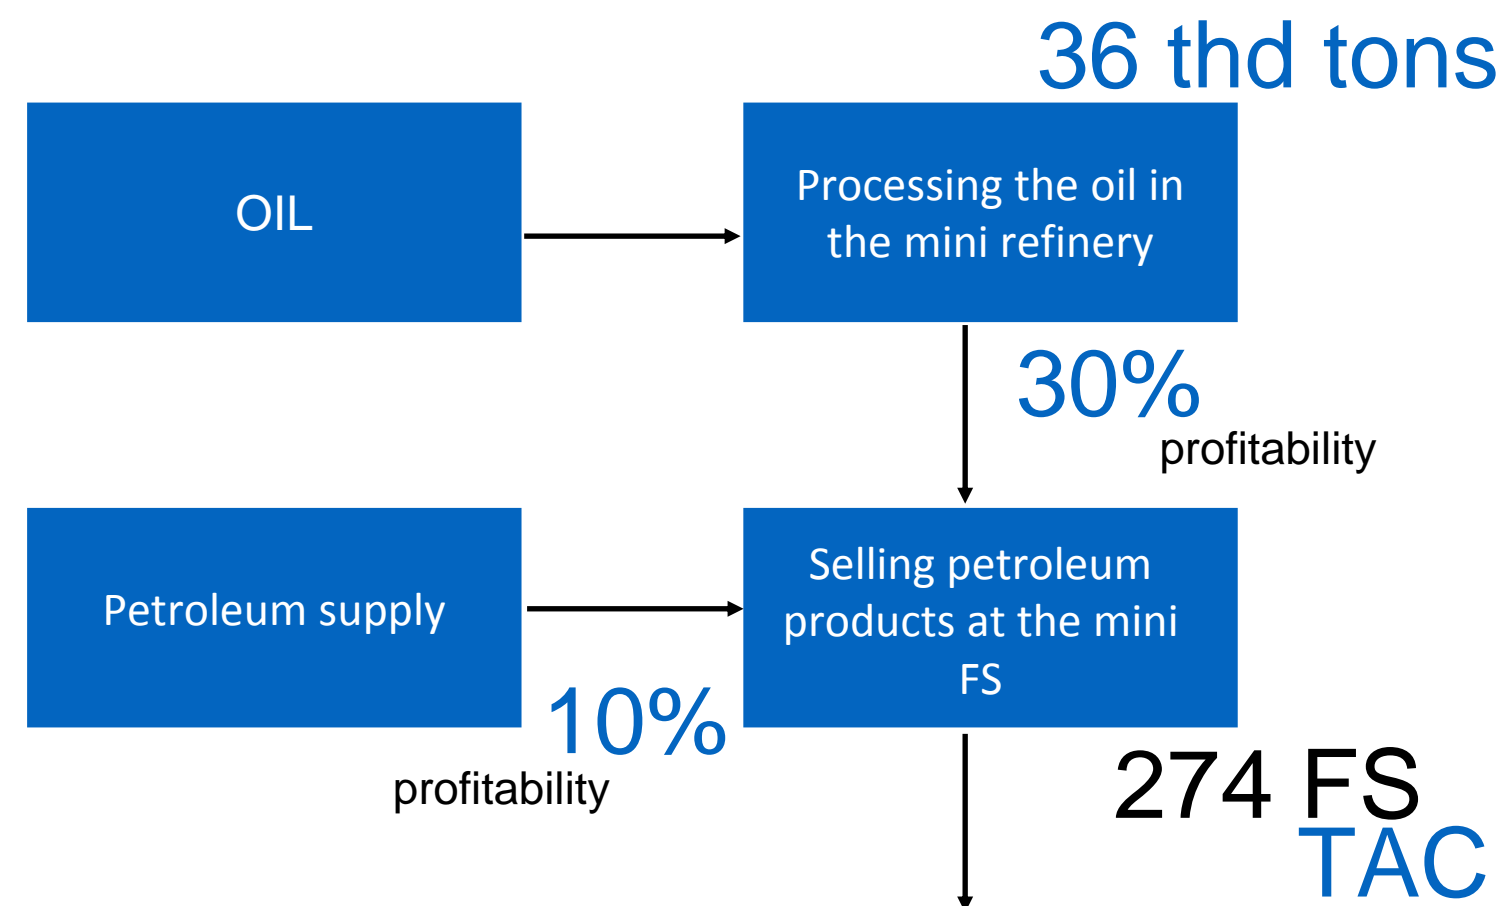 36 thd tons
OIL
Processing the oil in
the mini refinery
30%
profitability
Petroleum supply
Selling petroleum
products at the mini
FS
10%
profitability
274 FS
TAC